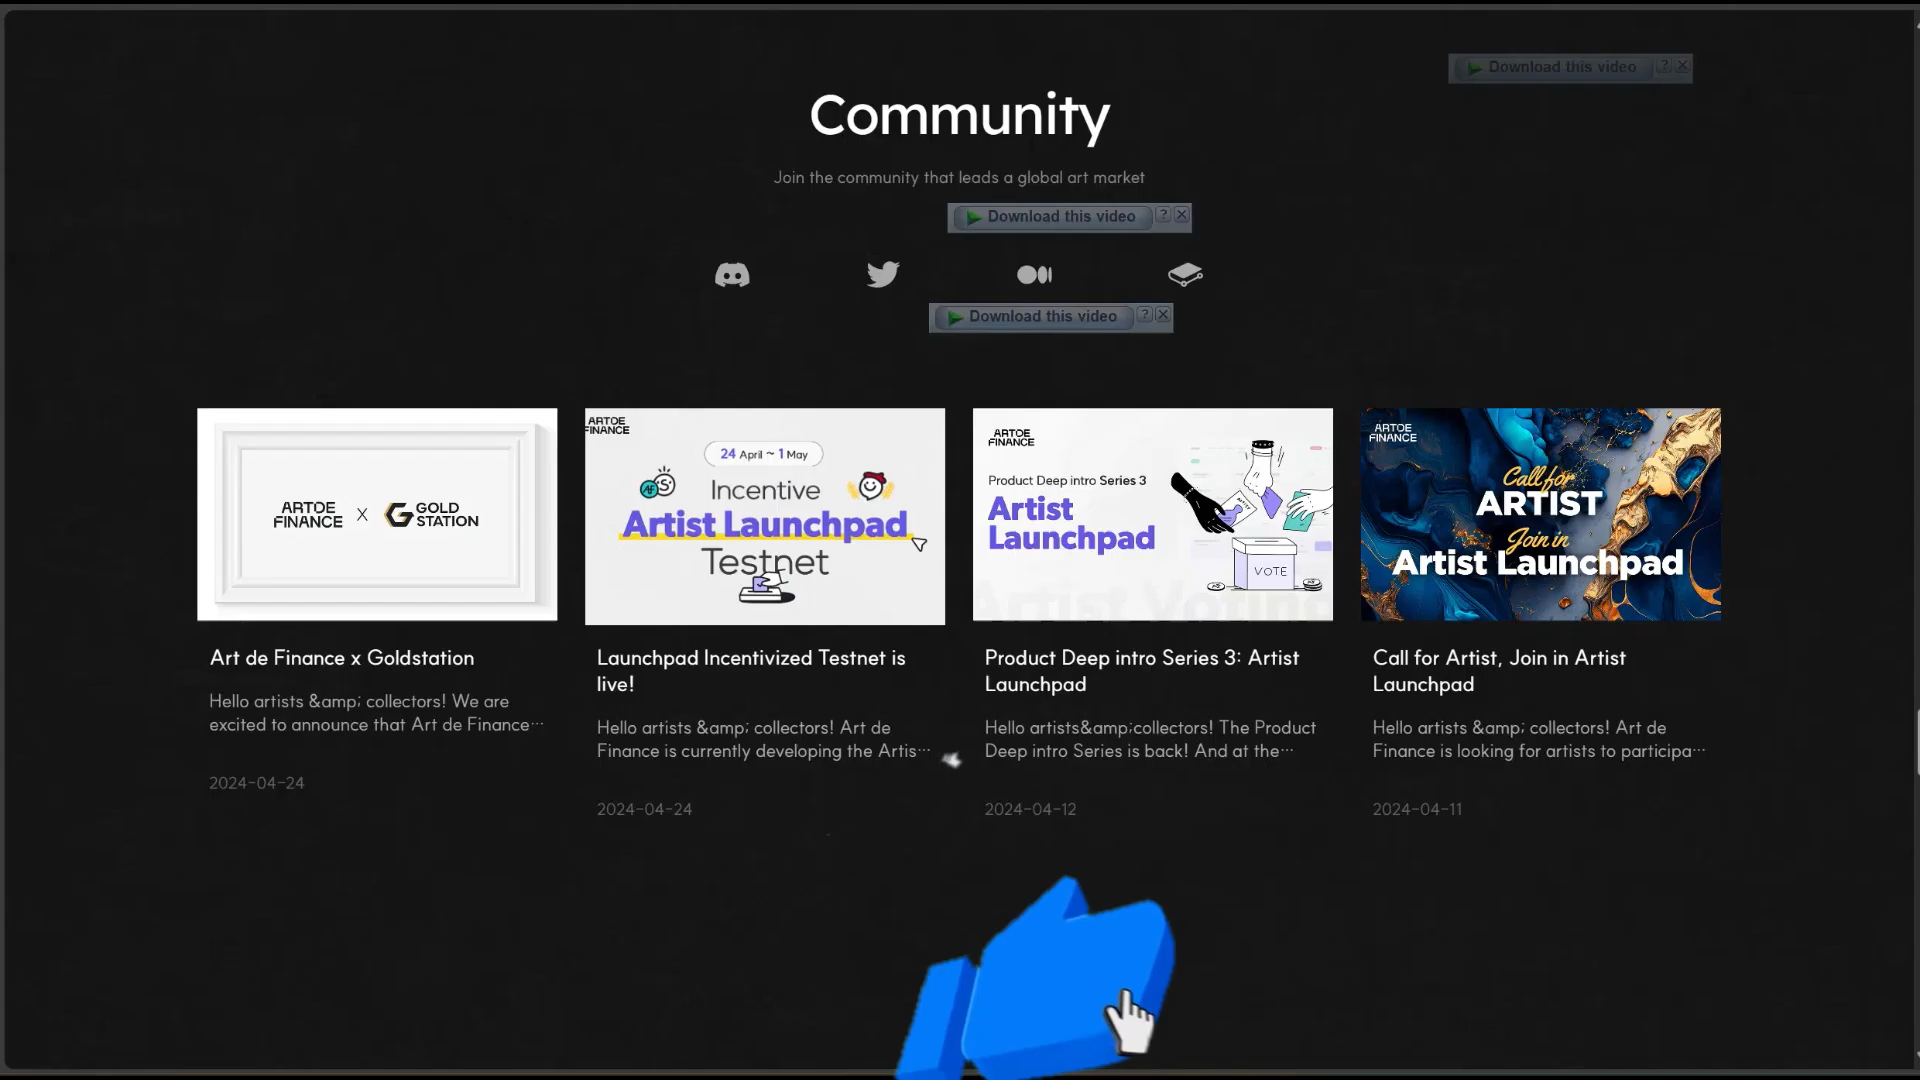 Download this video ? X
Community
Join the community that leads a global art market
Download this video ? X
Download this video ? X
ARTDE
FINANCE
X
GOLD
STATION
ARTDE
FINANCE
24 April ~ 1 May
Incentive
Artist Launchpad
Testnet
ARTDE
FINANCE
Product Deep intro Series 3
Artist
Launchpad
VOTE
Artist Voting
ARTDE
FINANCE
Call for
ARTIST
Join in
Artist Launchpad
Art de Finance x Goldstation
Hello artists &amp; collectors! We are
excited to announce that Art de Finance...
2024-04-24
Launchpad Incentivized Testnet is
live!
Hello artists &amp; collectors! Art de
Finance is currently developing the Artis...
2024-04-24
Product Deep intro Series 3: Artist
Launchpad
Hello artists&amp;collectors! The Product
Deep intro Series is back! And at the...
2024-04-12
Call for Artist, Join in Artist
Launchpad
Hello artists &amp; collectors! Art de
Finance is looking for artists to participa...
2024-04-11